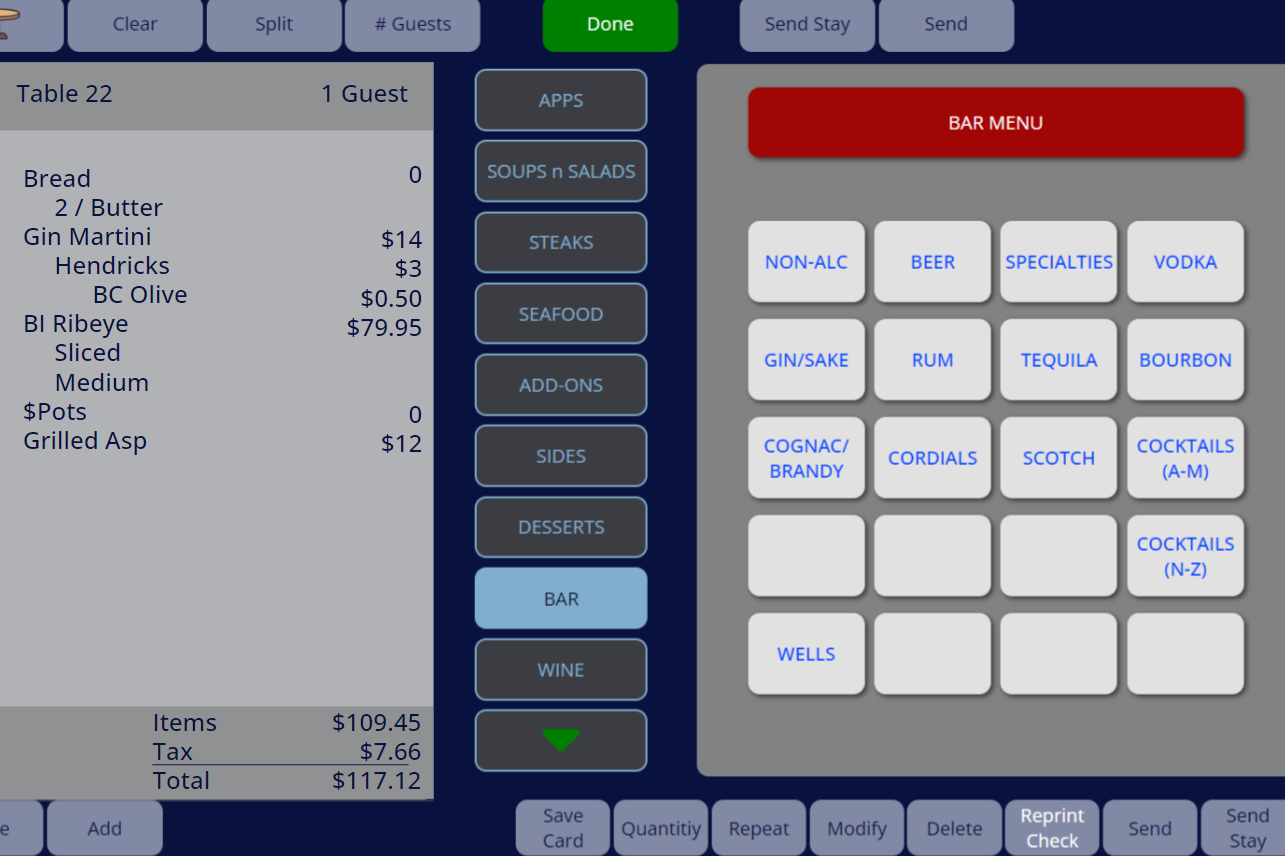 Clear
Split
# Guests
Done
Send Stay
Send
Table 22 1 Guest
Bread 0
2 / Butter
Gin Martini $14
Hendricks $3
BC Olive $0.50
BI Ribeye $79.95
Sliced
Medium
$Pots 0
Grilled Asp $12
Items $109.45
Tax $7.66
Total $117.12
Add
APPS
SOUPS n SALADS
STEAKS
SEAFOOD
ADD-ONS
SIDES
DESSERTS
BAR
WINE
BAR MENU
NON-ALC
BEER
SPECIALTIES
VODKA
GIN/SAKE
RUM
TEQUILA
BOURBON
COGNAC/
BRANDY
CORDIALS
SCOTCH
COCKTAILS
(A-M)
COCKTAILS
(N-Z)
WELLS
Save
Card
Quantitiy
Repeat
Modify
Delete
Reprint
Check
Send
Send
Stay